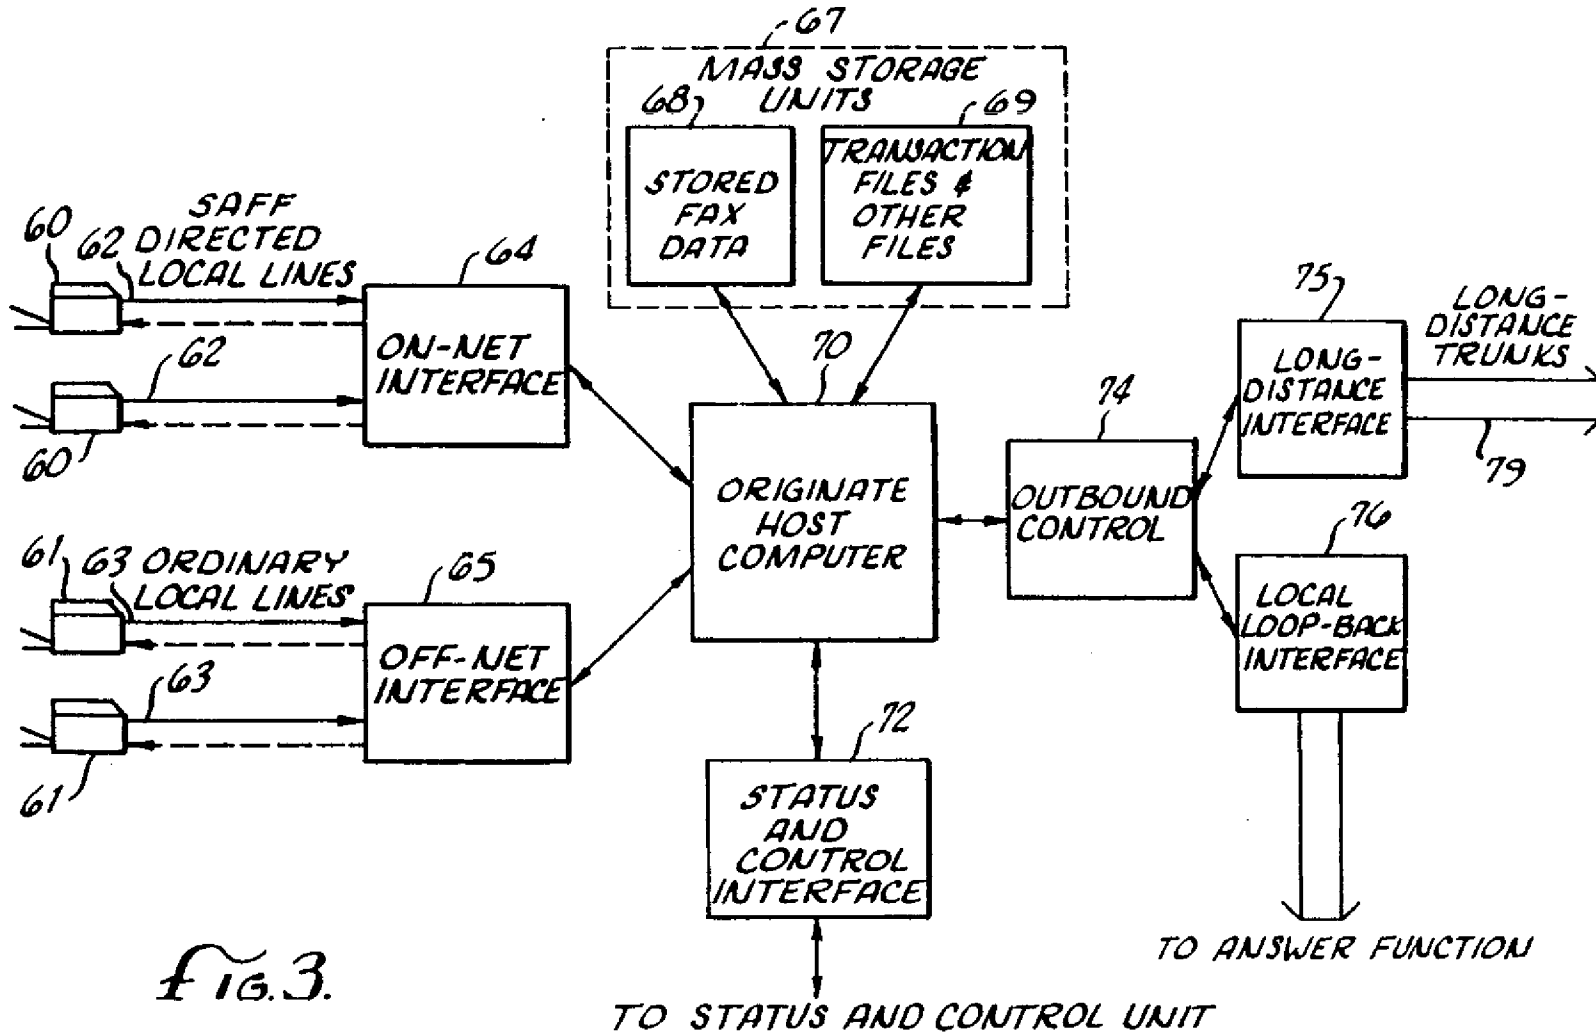 67
MASS STORAGE
UNITS
68
69
STORED
FAX
DATA
TRANSACTION
FILES &
OTHER
FILES
SAFF
DIRECTED
LOCAL LINES
60
62
64
62
60
ON-NET
INTERFACE
70
ORIGINATE
HOST
COMPUTER
74
OUTBOUND
CONTROL
75
LONG-
DISTANCE
INTERFACE
LONG-
DISTANCE
TRUNKS
79
76
LOCAL
LOOP-BACK
INTERFACE
TO ANSWER FUNCTION
61
63 ORDINARY
LOCAL LINES
65
63
61
OFF-NET
INTERFACE
72
STATUS
AND
CONTROL
INTERFACE
TO STATUS AND CONTROL UNIT
FIG. 3.